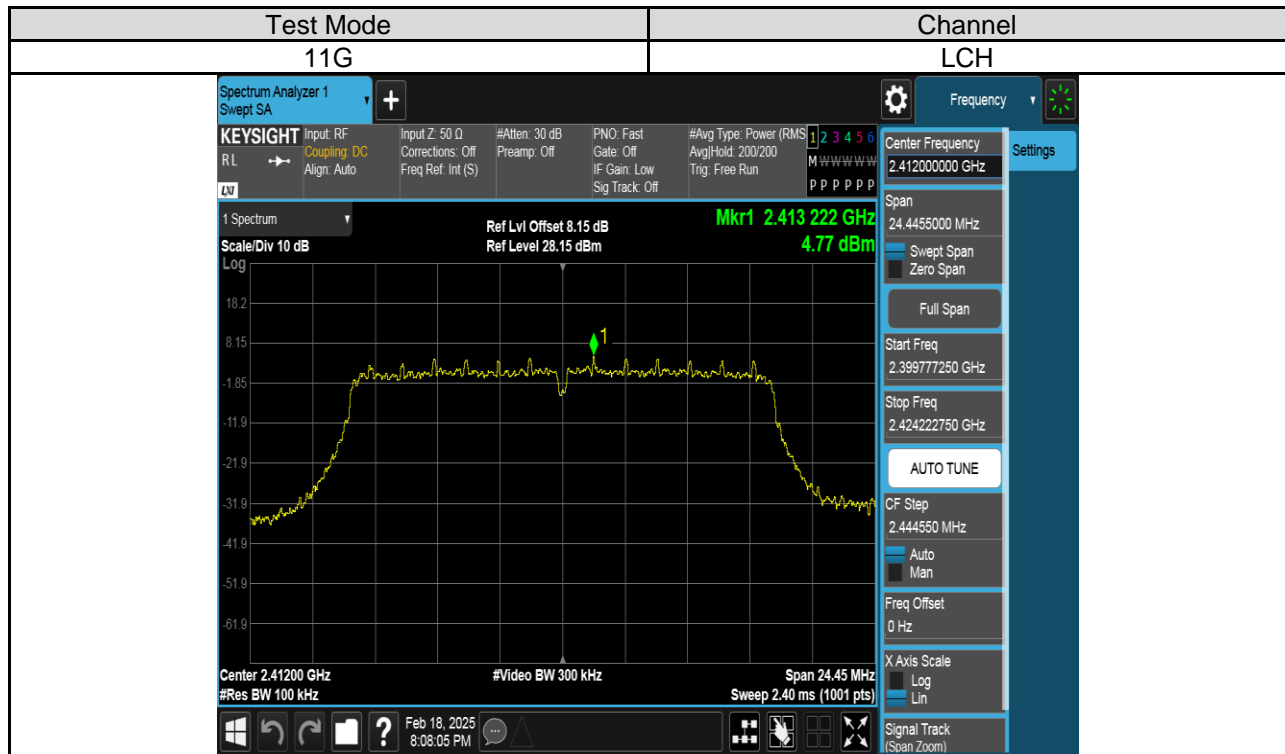 Test Mode Channel
11G LCH
Spectrum Analyzer 1
Swept SA
+
Frequency
KEYSIGHT Input: RF Input Z: 50 Ω #Atten: 30 dB PNO: Fast #Avg Type: Power (RMS 1 2 3 4 5 6
R L Coupling: DC Corrections: Off Preamp: Off Gate: Off Avg|Hold: 200/200 M W W W W W
Align: Auto Freq Ref: Int (S) IF Gain: Low Trig: Free Run
LXI Sig Track: Off P P P P P P
1 Spectrum
Ref Lvl Offset 8.15 dB
Mkr1 2.413 222 GHz
Scale/Div 10 dB Ref Level 28.15 dBm 4.77 dBm
Log
18.2
8.15
1
-1.85
-11.9
-21.9
-31.9
-41.9
-51.9
-61.9
Center 2.41200 GHz #Video BW 300 kHz Span 24.45 MHz
#Res BW 100 kHz Sweep 2.40 ms (1001 pts)
? Feb 18, 2025
8:08:05 PM
Center Frequency
2.412000000 GHz
Settings
Span
24.4455000 MHz
Swept Span
Zero Span
Full Span
Start Freq
2.399777250 GHz
Stop Freq
2.424222750 GHz
AUTO TUNE
CF Step
2.444550 MHz
Auto
Man
Freq Offset
0 Hz
X Axis Scale
Log
Lin
Signal Track
(Span Zoom)